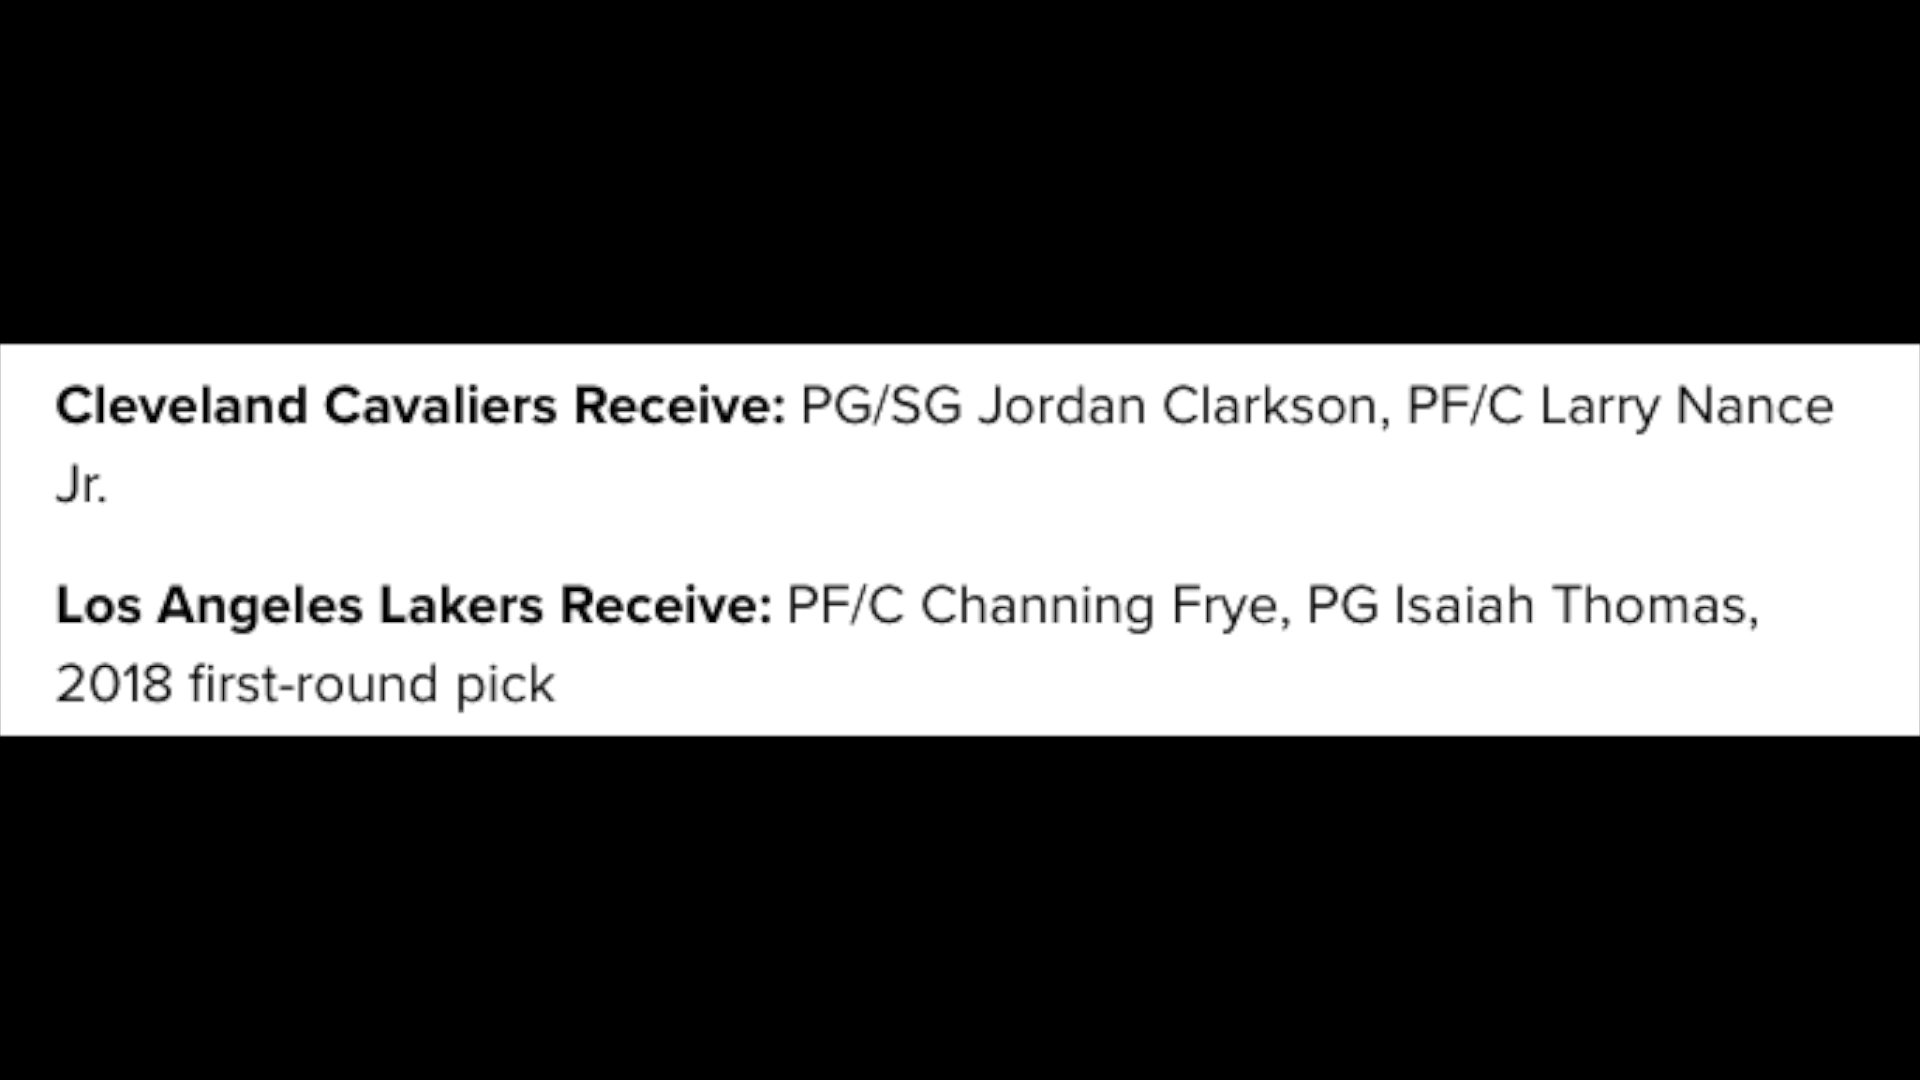 Cleveland Cavaliers Receive: PG/SG Jordan Clarkson, PF/C Larry Nance
Jr.
Los Angeles Lakers Receive: PF/C Channing Frye, PG Isaiah Thomas,
2018 first-round pick